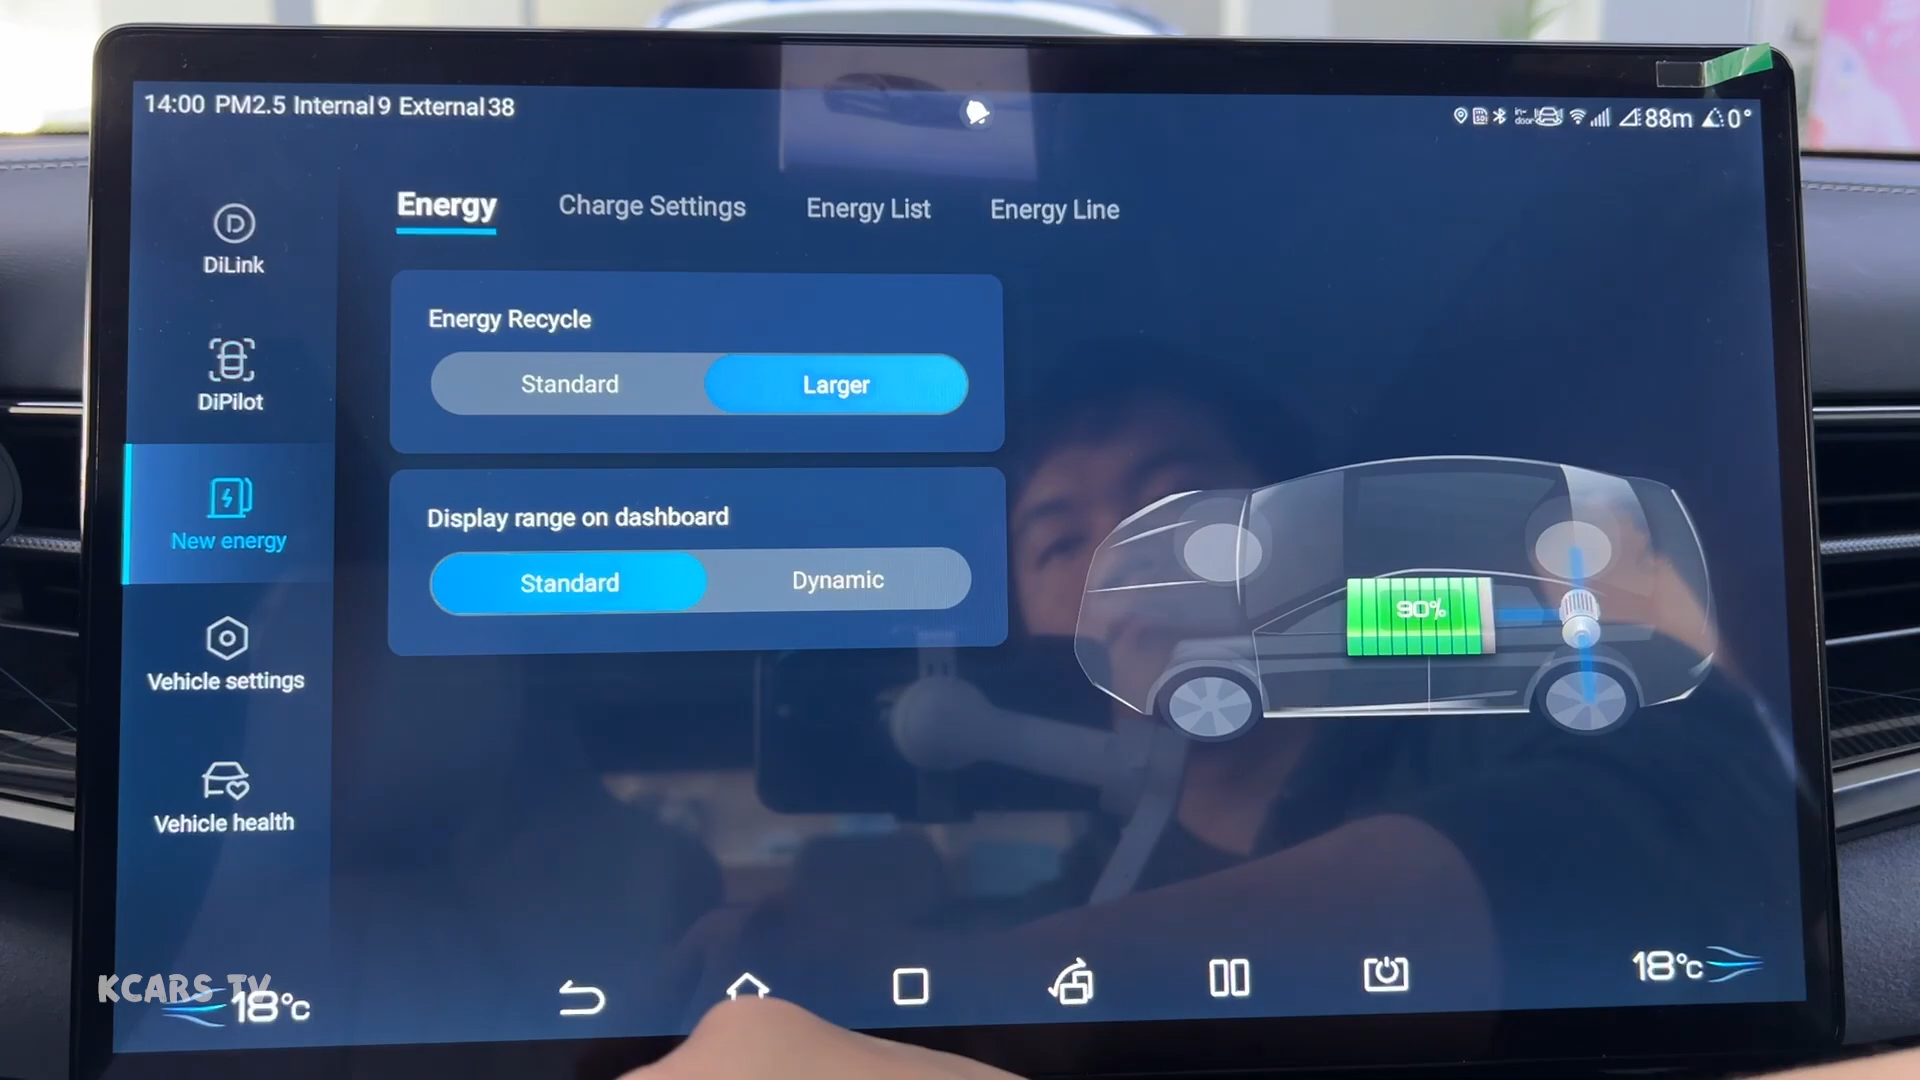 14:00 PM2.5 Internal 9 External 38
88m 0°
DiLink
DiPilot
New energy
Vehicle settings
Vehicle health
Energy Charge Settings Energy List Energy Line
Energy Recycle
Standard Larger
Display range on dashboard
Standard Dynamic
90%
KCARS TV
18°C
18°C